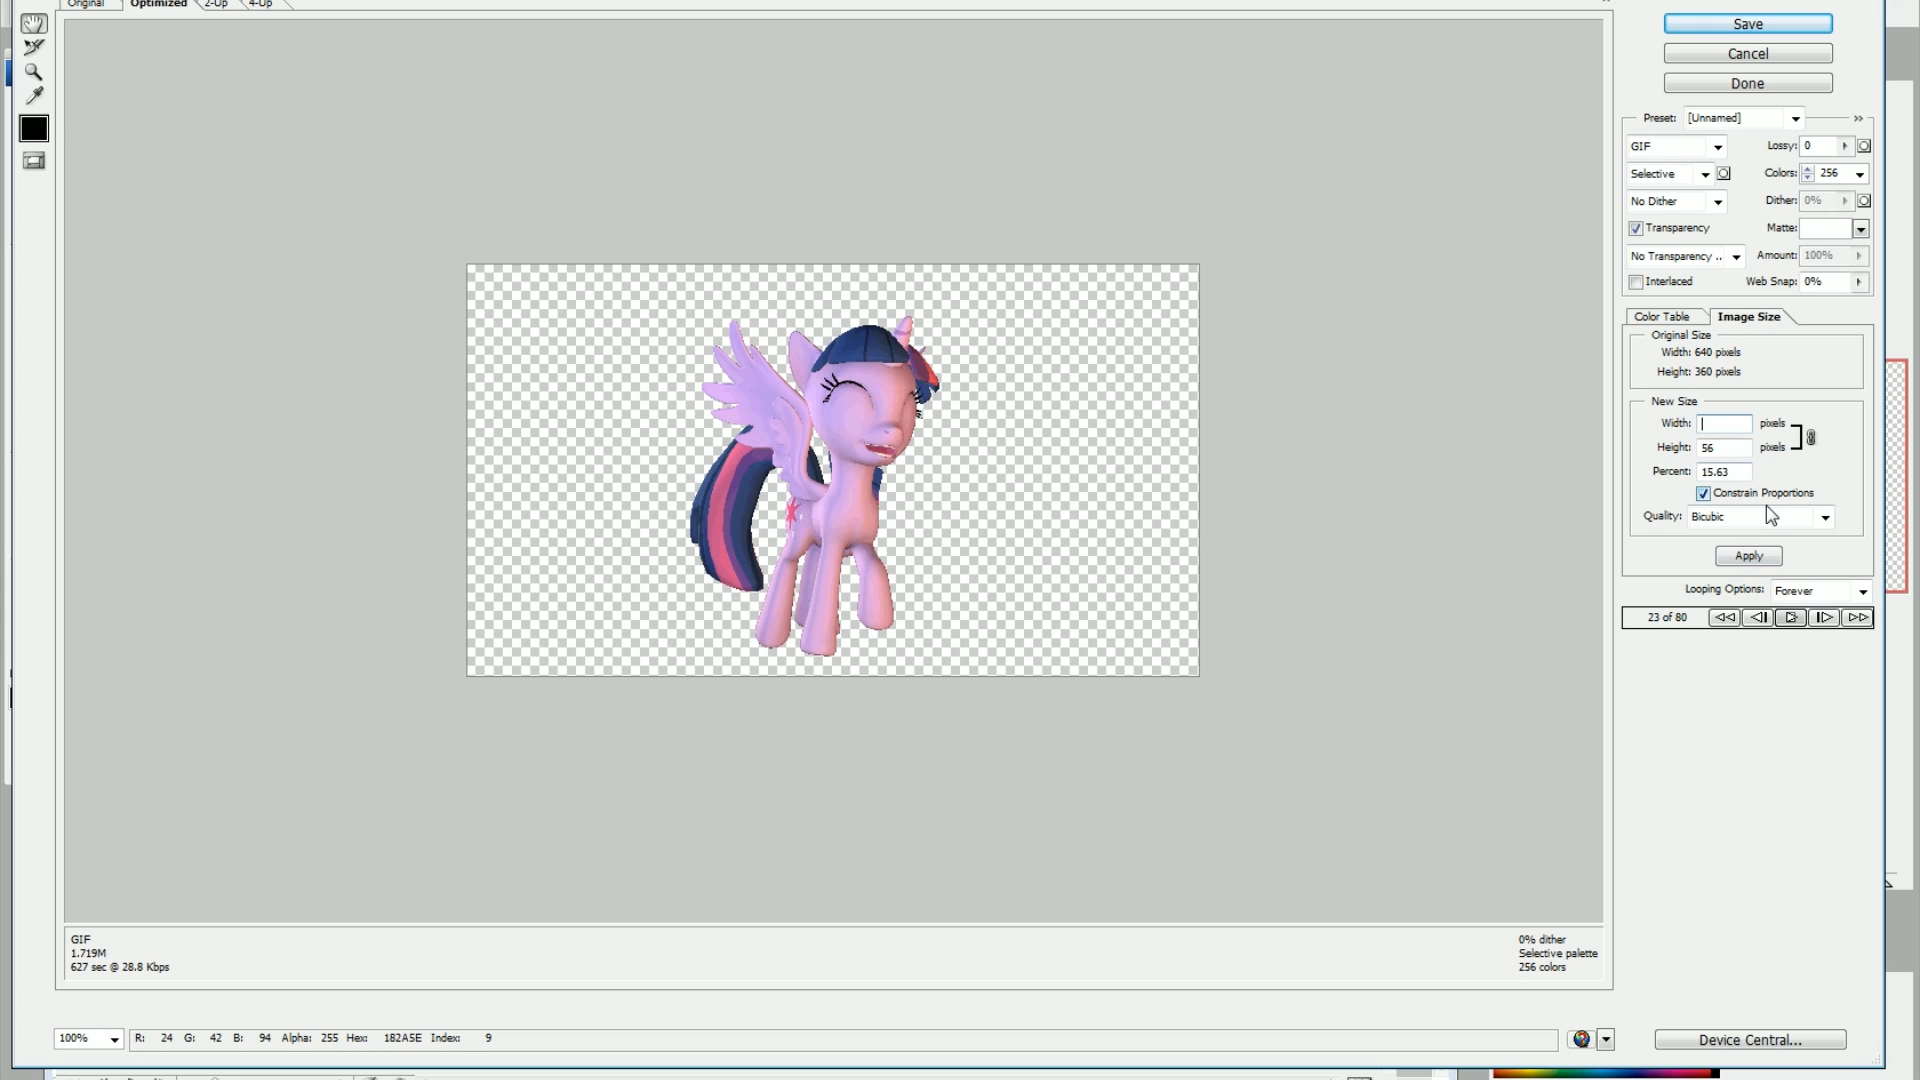 Original
Optimized
2-Up
4-Up
Save
Cancel
Done
Preset: [Unnamed]
GIF
Lossy: 0
Selective
Colors: 256
No Dither
Dither: 0%
Transparency
Matte:
No Transparency ..
Amount: 100%
Interlaced
Web Snap: 0%
Color Table
Image Size
Original Size
Width: 640 pixels
Height: 360 pixels
New Size
Width: pixels
Height: 56 pixels
Percent: 15.63
Constrain Proportions
Quality: Bicubic
Apply
Looping Options: Forever
23 of 80
GIF
1.719M
627 sec @ 28.8 Kbps
0% dither
Selective palette
256 colors
100%
R: 24 G: 42 B: 94 Alpha: 255 Hex: 182A5E Index: 9
Device Central...